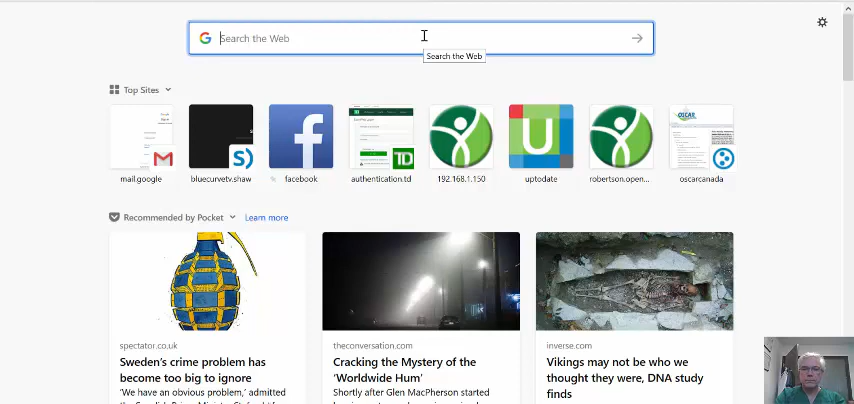 Search the Web
Search the Web
Top Sites
mail.google
bluecurvetv.shaw
facebook
authentication.td
192.168.1.150
uptodate
robertson.open...
oscarcanada
Recommended by Pocket
Learn more
spectator.co.uk
Sweden's crime problem has
become too big to ignore
'We have an obvious problem,' admitted
theconversation.com
Cracking the Mystery of the
'Worldwide Hum'
Shortly after Glen MacPherson started
inverse.com
Vikings may not be who we
thought they were, DNA study
finds